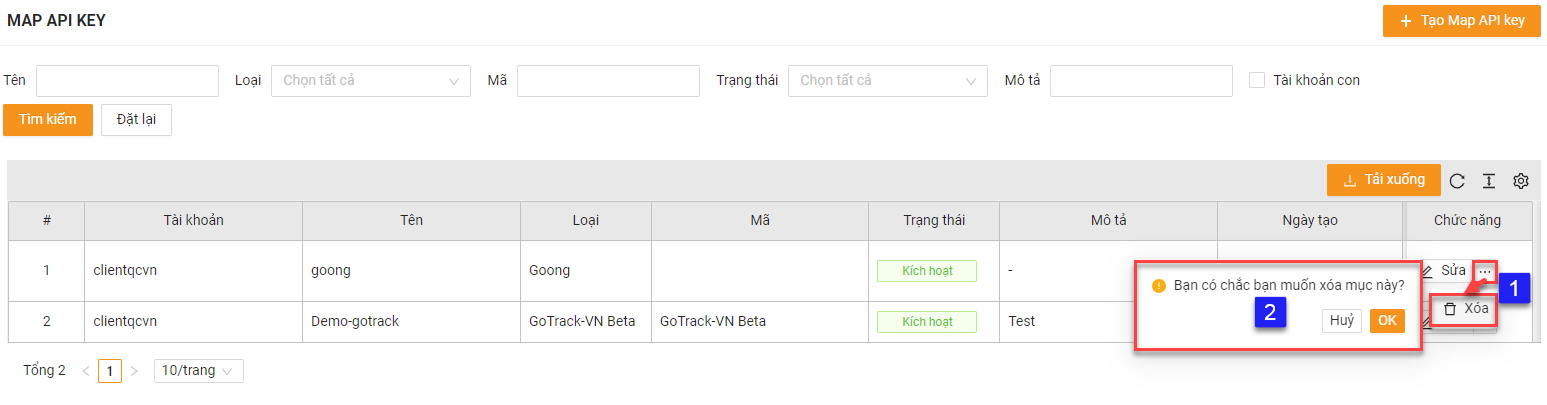 MAP API KEY
+ Tạo Map API key
Tên Loại Chọn tất cả Mã Trạng thái Chọn tất cả Mô tả Tài khoản con
Tìm kiếm Đặt lại
Tải xuống
# Tài khoản Tên Loại Mã Trạng thái Mô tả Ngày tạo Chức năng
1 clientqcvn goong Goong Kích hoạt - Sửa ...
Bạn có chắc bạn muốn xóa mục này?
1
2 clientqcvn Demo-gotrack GoTrack-VN Beta GoTrack-VN Beta Kích hoạt Test
2
Huỷ OK
Xóa
Tổng 2 < 1 > 10/trang